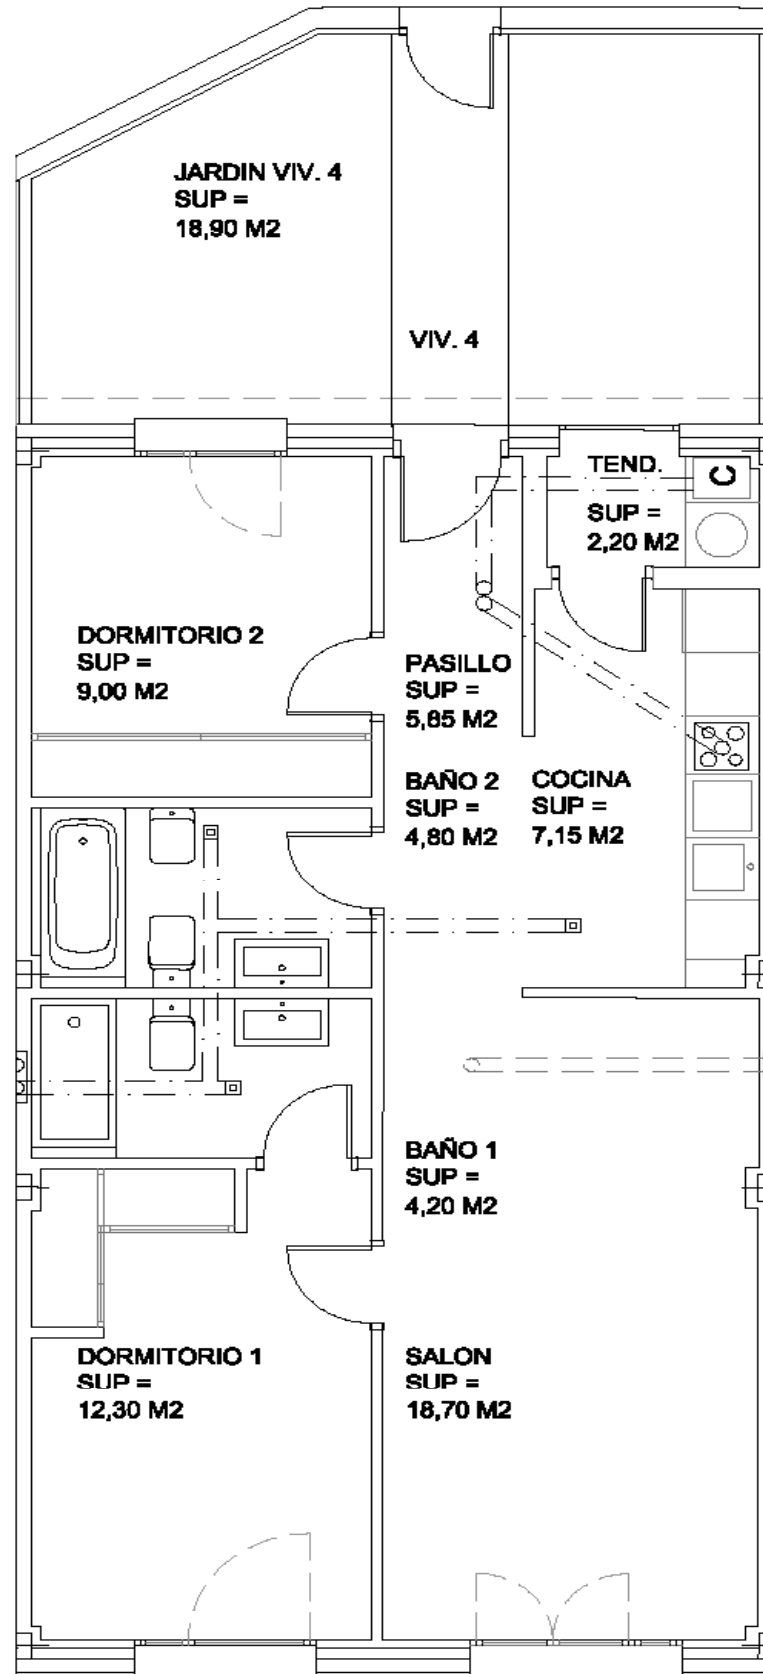 JARDIN VIV. 4
SUP =
18,90 M2
VIV. 4
TEND.
SUP =
2,20 M2
C
DORMITORIO 2
SUP =
9,00 M2
PASILLO
SUP =
5,85 M2
BAÑO 2
SUP =
4,80 M2
COCINA
SUP =
7,15 M2
BAÑO 1
SUP =
4,20 M2
DORMITORIO 1
SUP =
12,30 M2
SALON
SUP =
18,70 M2